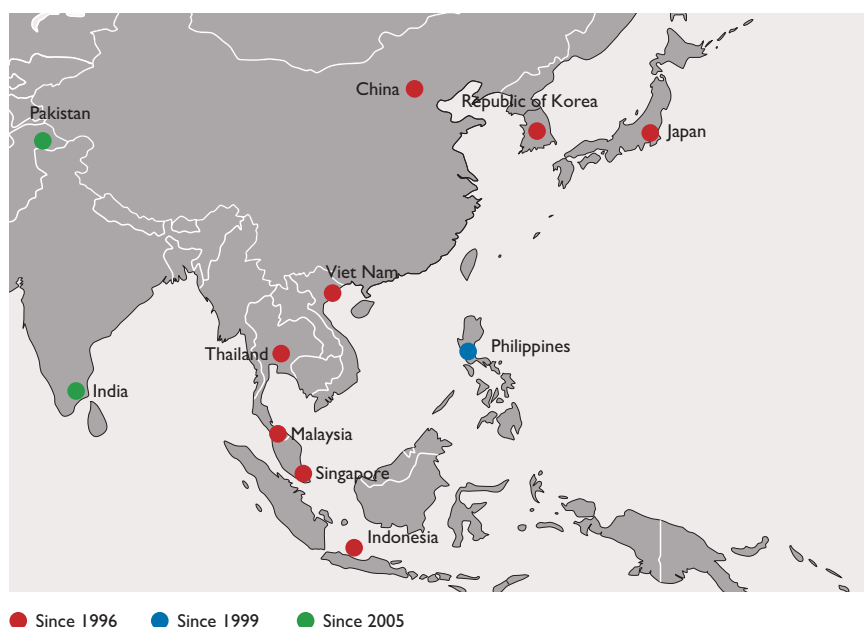 China
Republic of Korea
Pakistan
Japan
Viet Nam
Philippines
Thailand
India
Malaysia
Singapore
Indonesia
Since 1996 Since 1999 Since 2005